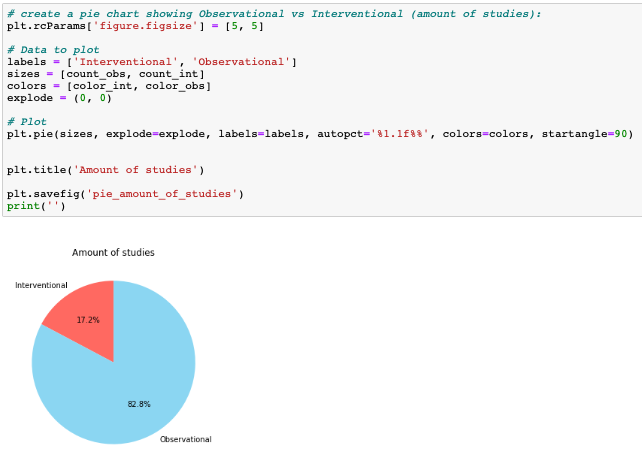 # create a pie chart showing Observational vs Interventional (amount of studies):
plt.rcParams['figure.figsize'] = [5, 5]
# Data to plot
labels = ['Interventional', 'Observational']
sizes = [count_obs, count_int]
colors = [color_int, color_obs]
explode = (0, 0)
# Plot
plt.pie(sizes, explode=explode, labels=labels, autopct='%1.1f%%', colors=colors, startangle=90)
plt.title('Amount of studies')
plt.savefig('pie_amount_of_studies')
print('')
Amount of studies
Interventional
17.2%
82.8%
Observational